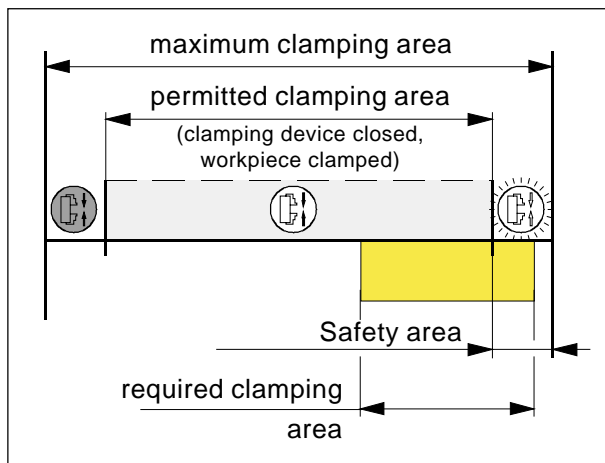 maximum clamping area
permitted clamping area
(clamping device closed,
workpiece clamped)
Safety area
required clamping
area